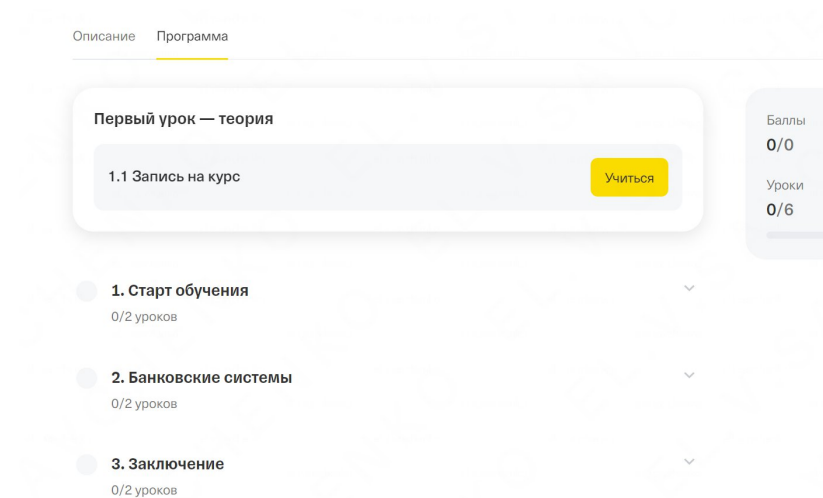 Описание Программа
Первый урок — теория
1.1 Запись на курс
Учиться
Баллы
0/0
Уроки
0/6
1. Старт обучения
0/2 уроков
2. Банковские системы
0/2 уроков
3. Заключение
0/2 уроков